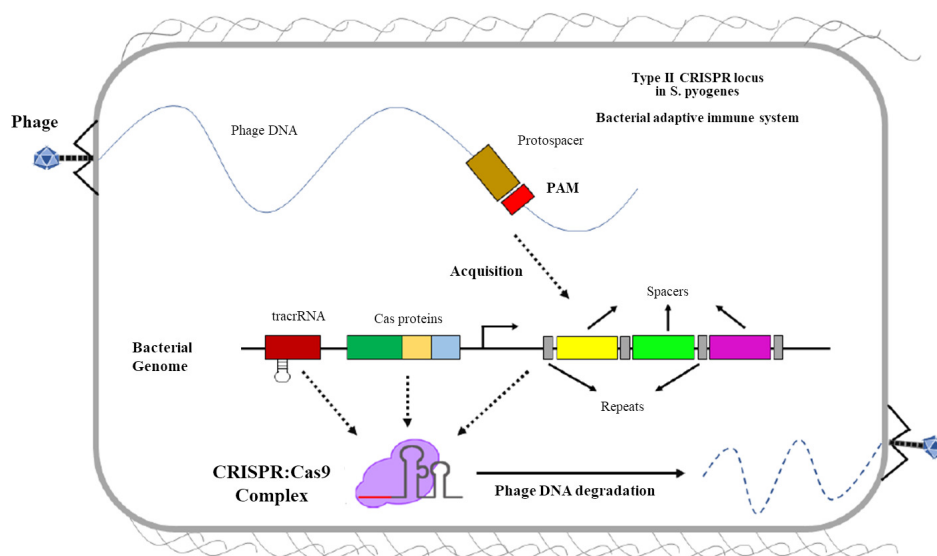 Type II CRISPR locus
in S. pyogenes
Bacterial adaptive immune system
Phage
Phage DNA
Protospacer
PAM
Acquisition
Spacers
tracrRNA
Cas proteins
Bacterial
Genome
Repeats
CRISPR:Cas9
Complex
Phage DNA degradation